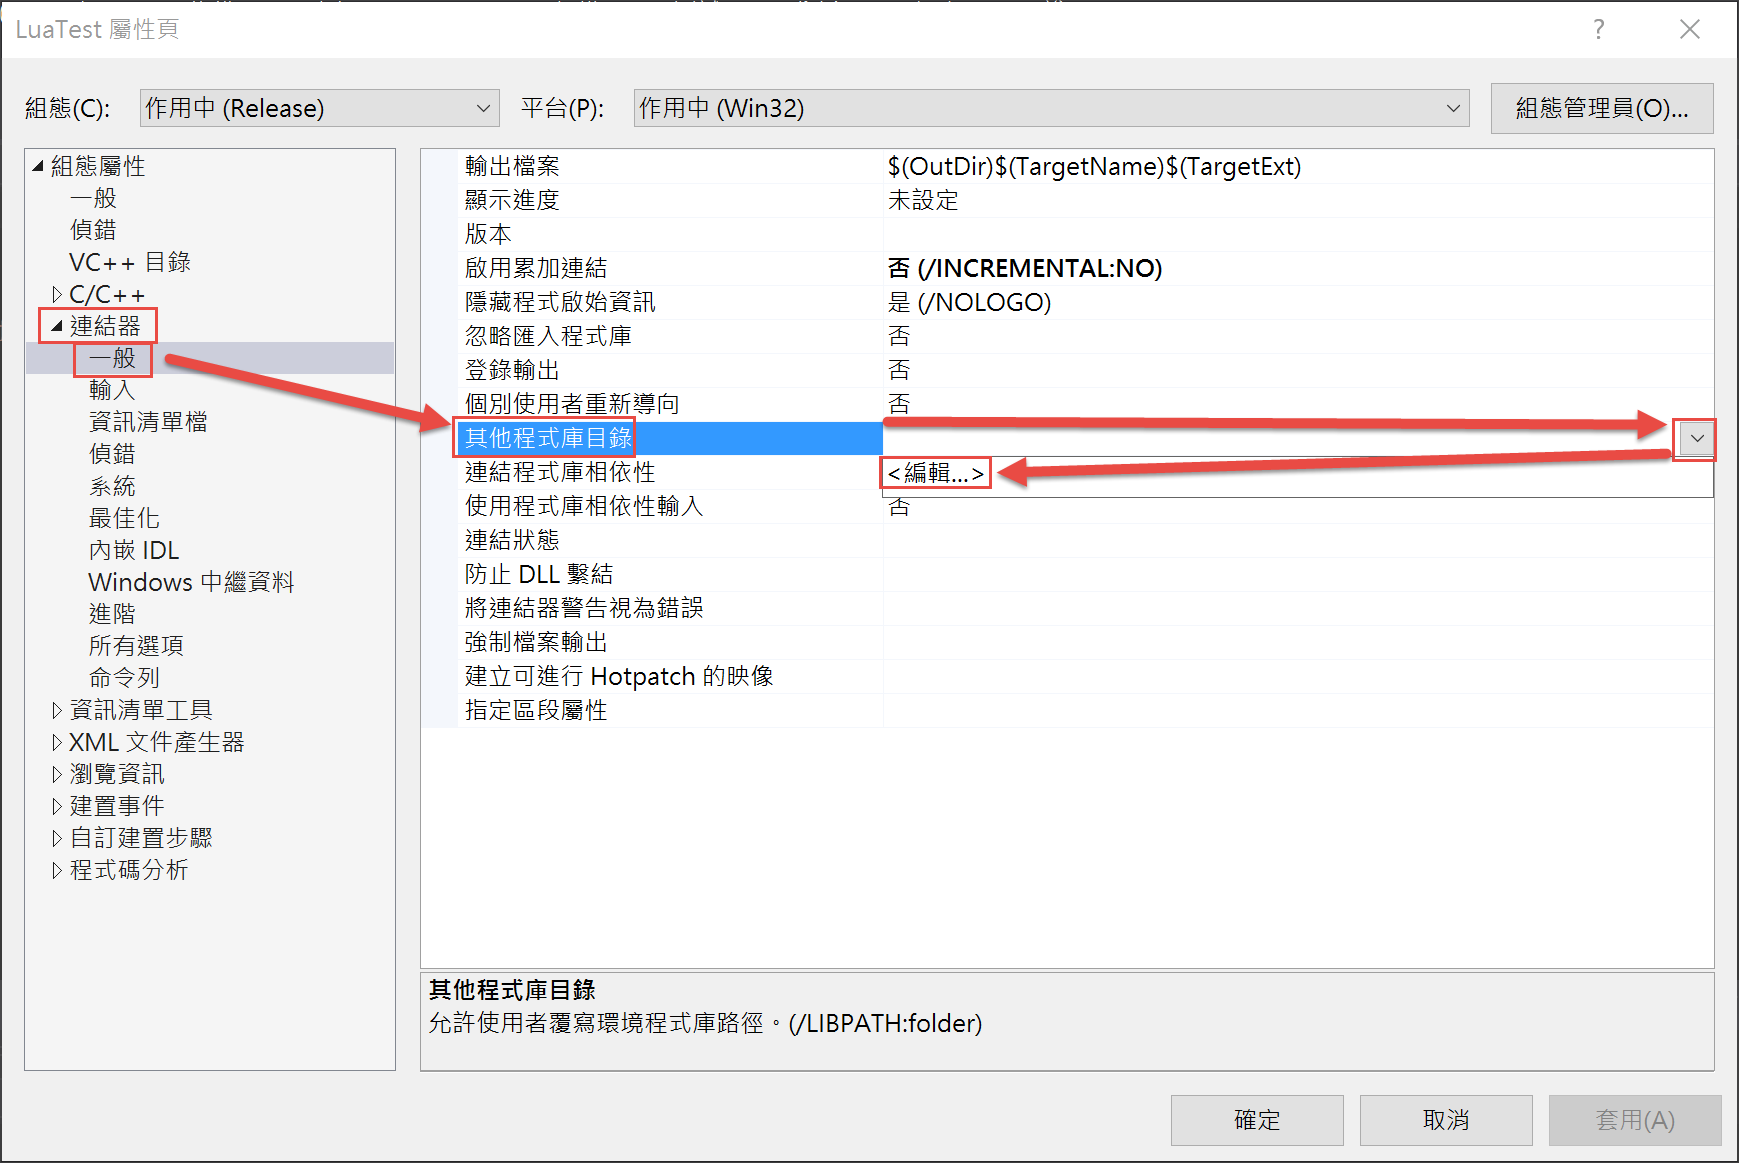 LuaTest 屬性頁
組態(C):
作用中 (Release)
平台(P):
作用中 (Win32)
組態管理員(O)...
組態屬性
一般
偵錯
VC++ 目錄
C/C++
連結器
一般
輸入
資訊清單檔
偵錯
系統
最佳化
內嵌 IDL
Windows 中繼資料
進階
所有選項
命令列
資訊清單工具
XML 文件產生器
瀏覽資訊
建置事件
自訂建置步驟
程式碼分析
輸出檔案 $(OutDir)$(TargetName)$(TargetExt)
顯示進度 未設定
版本
啟用累加連結 否 (/INCREMENTAL:NO)
隱藏程式啟始資訊 是 (/NOLOGO)
忽略匯入程式庫 否
登錄輸出 否
個別使用者重新導向 否
其他程式庫目錄
連結程式庫相依性 <編輯...>
使用程式庫相依性輸入 否
連結狀態
防止 DLL 繫結
將連結器警告視為錯誤
強制檔案輸出
建立可進行 Hotpatch 的映像
指定區段屬性
其他程式庫目錄
允許使用者覆寫環境程式庫路徑。(/LIBPATH:folder)
確定
取消
套用(A)